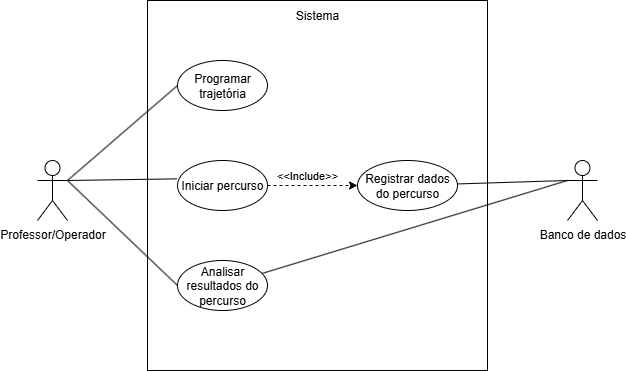 Sistema
Programar
trajetória
Iniciar percurso
<<Include>>
Registrar dados
do percurso
Professor/Operador
Banco de dados
Analisar
resultados do
percurso